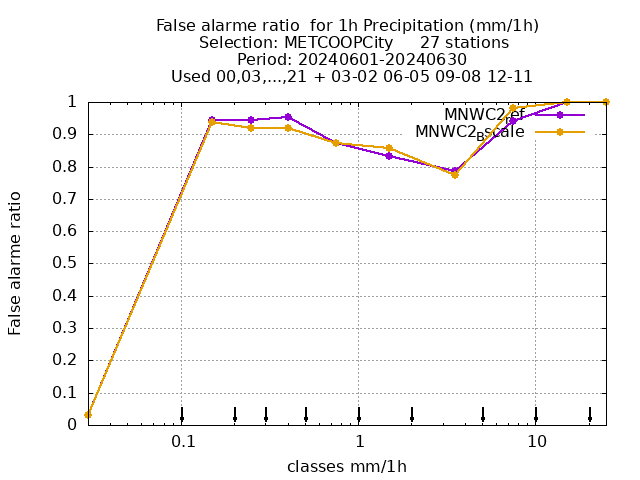 False alarme ratio  for 1h Precipitation (mm/1h)
Selection: METCOOPCity     27 stations
Period: 20240601-20240630
Used 00,03,...,21 + 03-02 06-05 09-08 12-11
MNWC2ref
MNWC2Bscale
1
0.9
0.8
0.7
0.6
0.5
0.4
0.3
0.2
0.1
0
False alarme ratio
0.1
1
10
classes mm/1h